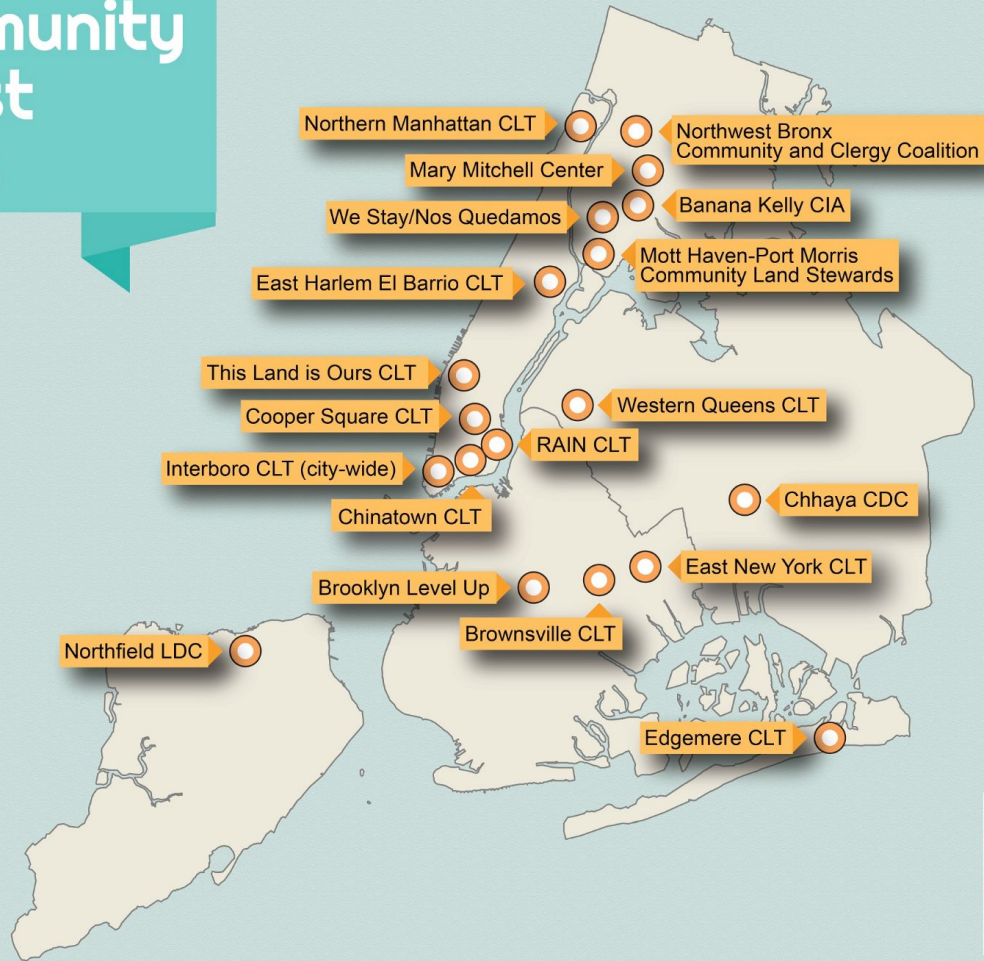 munity
st
Northern Manhattan CLT
Northwest Bronx
Community and Clergy Coalition
Mary Mitchell Center
Banana Kelly CIA
We Stay/Nos Quedamos
Mott Haven-Port Morris
Community Land Stewards
East Harlem El Barrio CLT
This Land is Ours CLT
Western Queens CLT
Cooper Square CLT
RAIN CLT
Interboro CLT (city-wide)
Chinatown CLT
Chhaya CDC
East New York CLT
Brooklyn Level Up
Brownsville CLT
Northfield LDC
Edgemere CLT